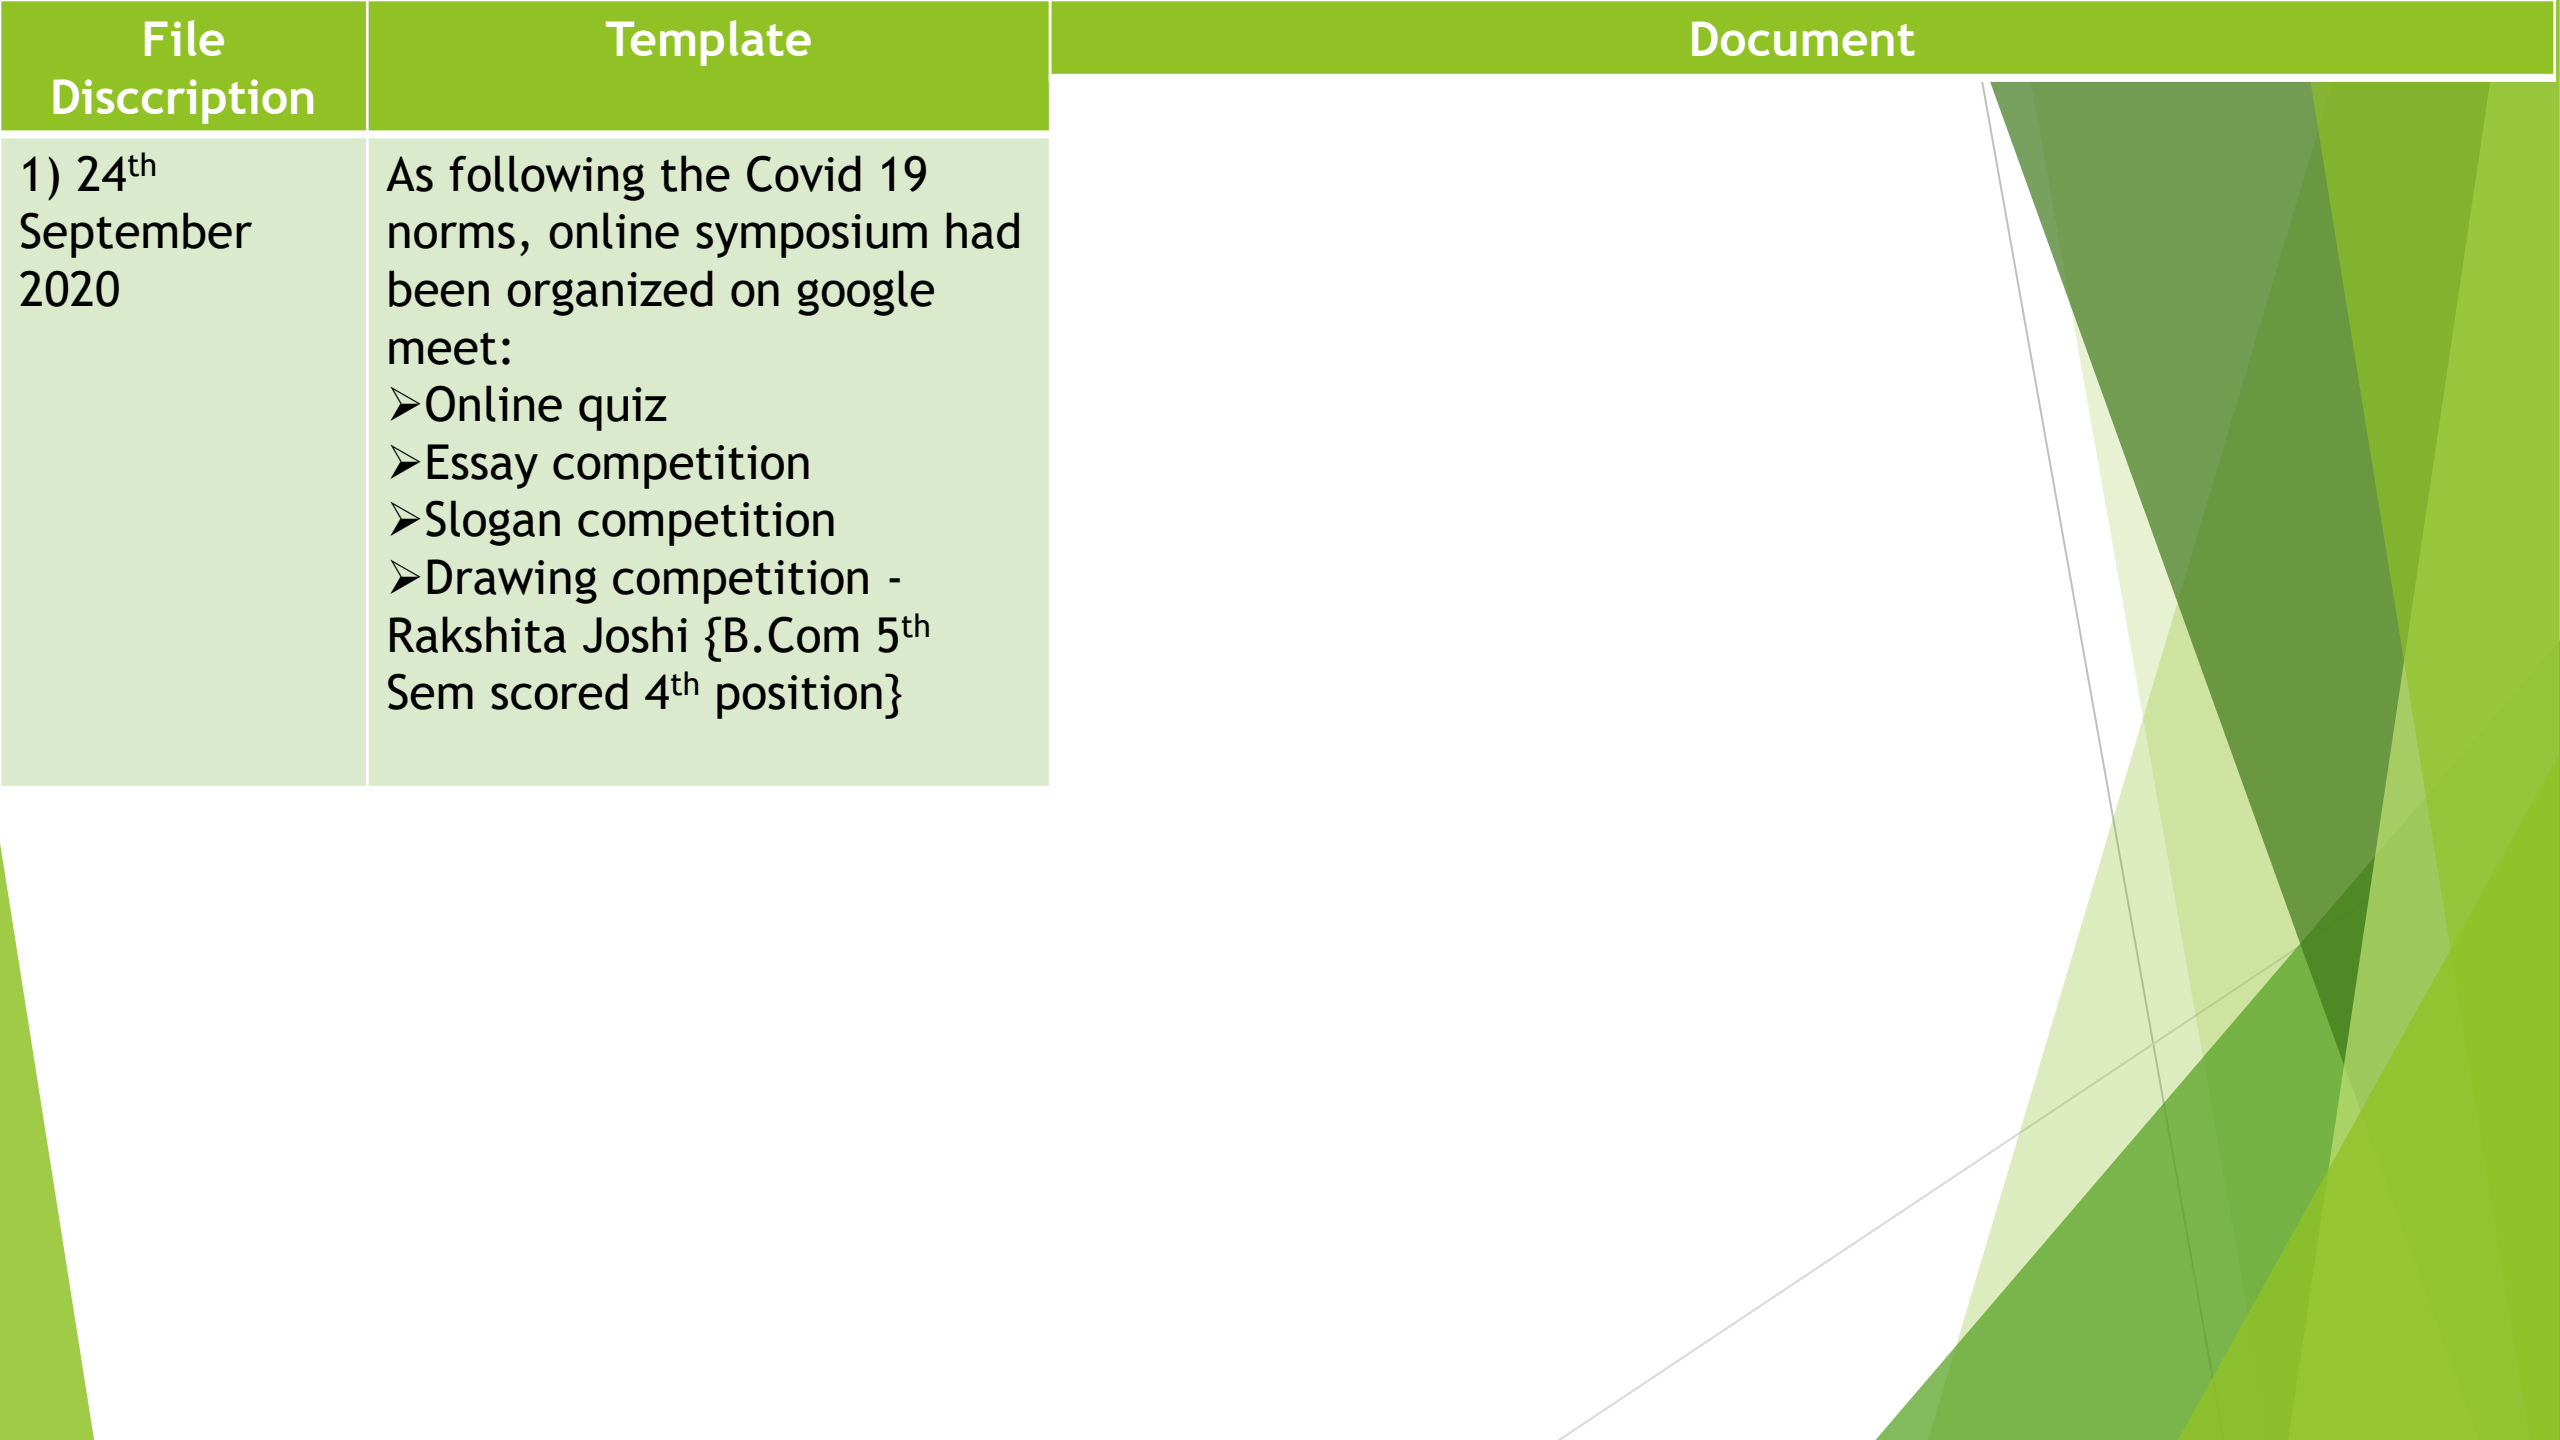 File
Disccription
Template
Document
1) 24th
September
2020
As following the Covid 19
norms, online symposium had
been organized on google
meet:
➢Online quiz
➢Essay competition
➢Slogan competition
➢Drawing competition -
Rakshita Joshi {B.Com 5th
Sem scored 4th position}